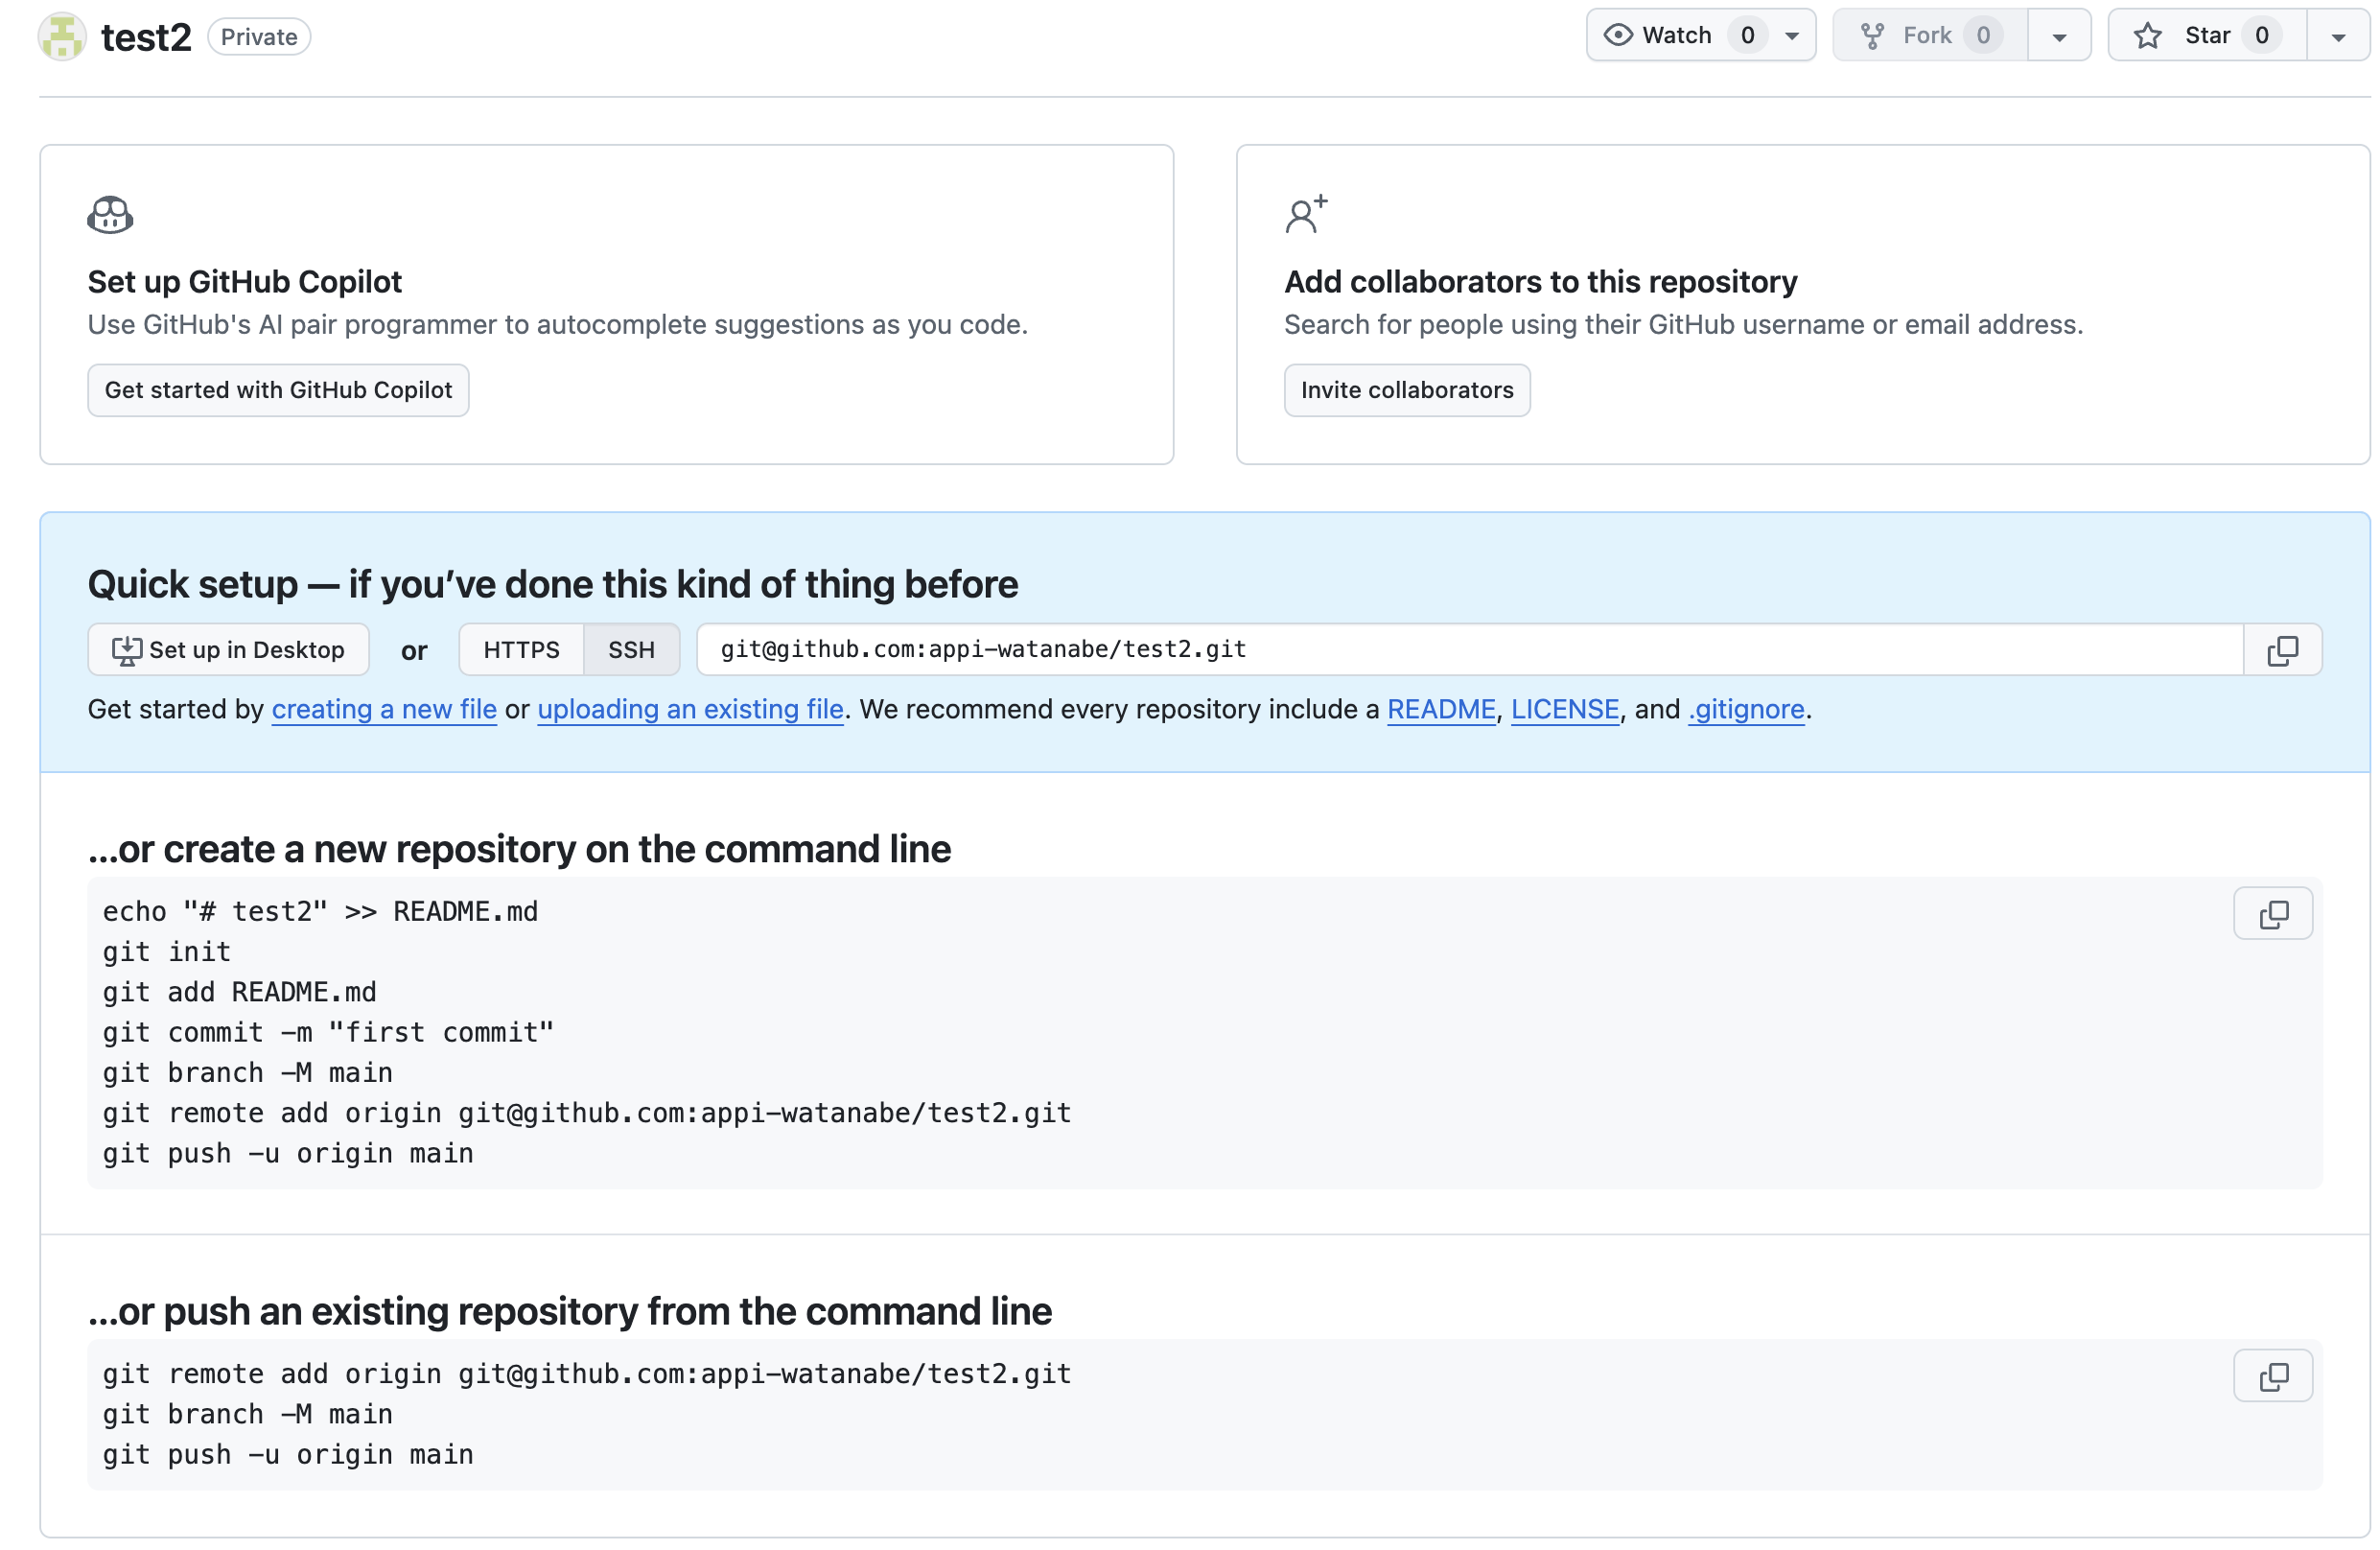 test2 Private Watch 0 Fork 0 Star 0
Set up GitHub Copilot
Use GitHub's AI pair programmer to autocomplete suggestions as you code.
Get started with GitHub Copilot
Add collaborators to this repository
Search for people using their GitHub username or email address.
Invite collaborators
Quick setup — if you’ve done this kind of thing before
Set up in Desktop or HTTPS SSH git@github.com:appi-watanabe/test2.git
Get started by creating a new file or uploading an existing file. We recommend every repository include a README, LICENSE, and .gitignore.
…or create a new repository on the command line
echo "# test2" >> README.md
git init
git add README.md
git commit -m "first commit"
git branch -M main
git remote add origin git@github.com:appi-watanabe/test2.git
git push -u origin main
…or push an existing repository from the command line
git remote add origin git@github.com:appi-watanabe/test2.git
git branch -M main
git push -u origin main